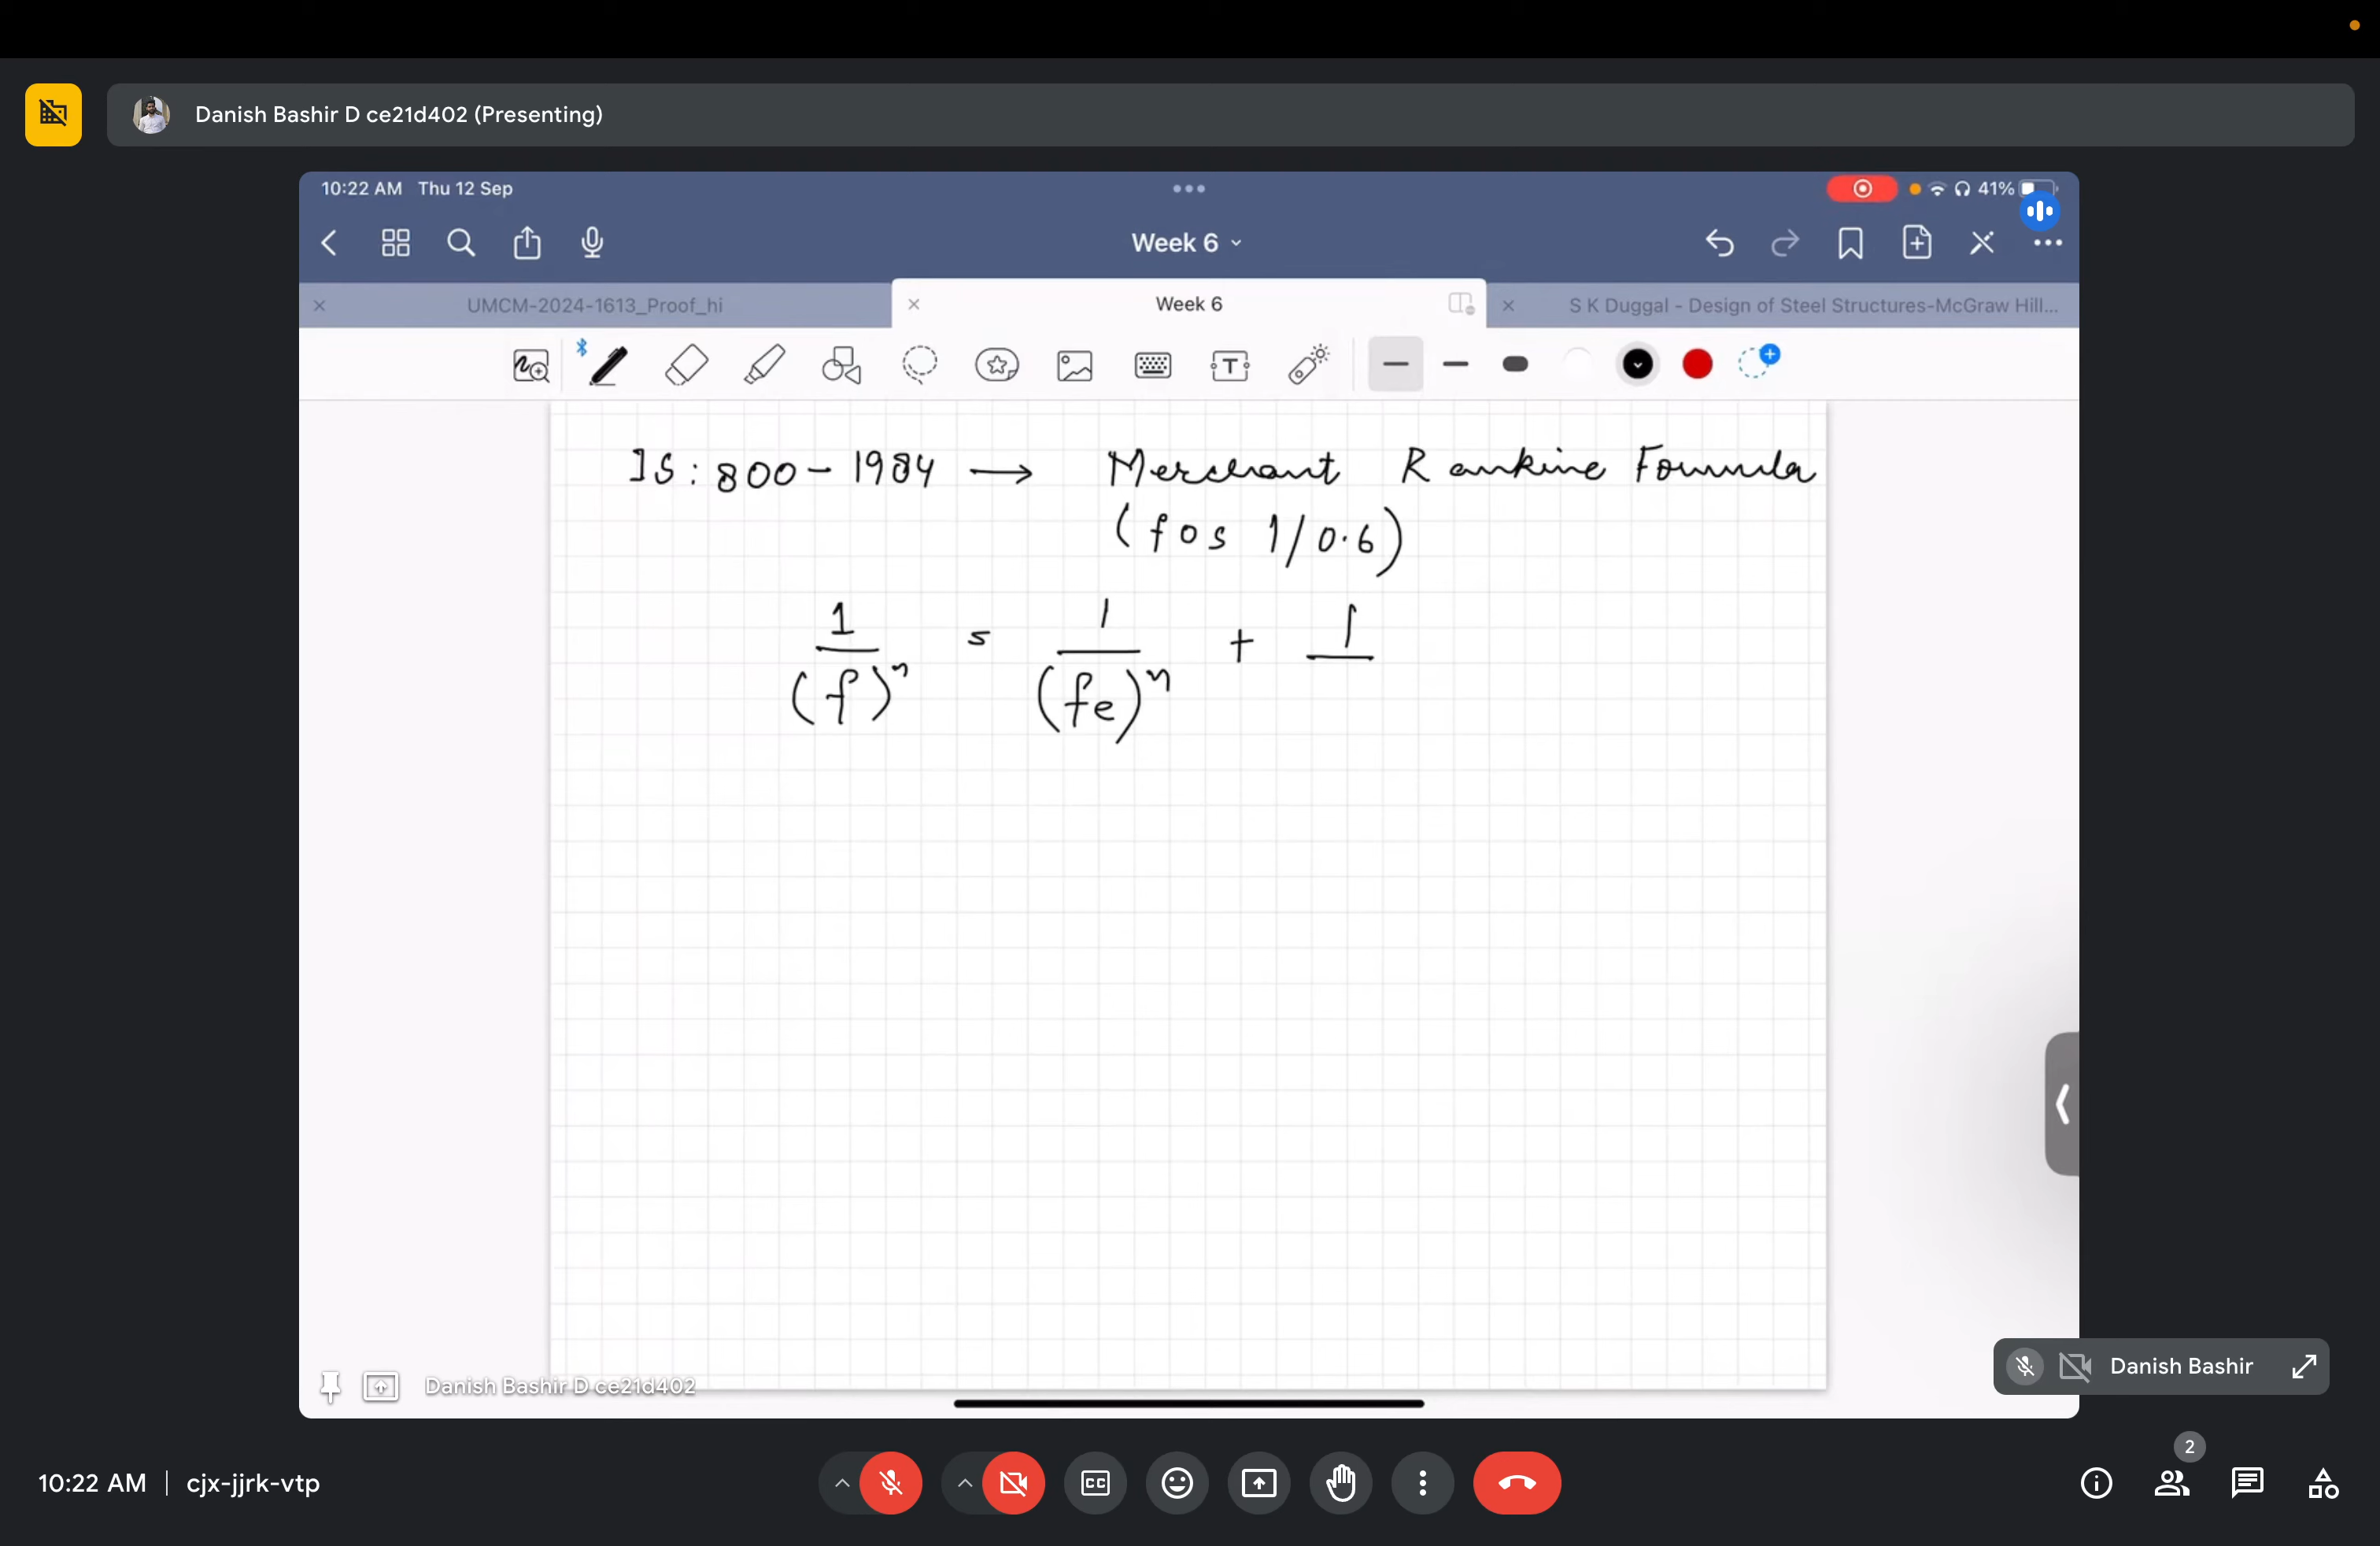 Danish Bashir D ce21d402 (Presenting)
10:22 AM Thu 12 Sep
41%
Week 6
UMCM-2024-1613_Proof_hi
Week 6
S K Duggal - Design of Steel Structures-McGraw Hill...
T
IS : 800 - 1984 → Merchant Rankine Formula
(fos 1/0.6)
1/(f)^n = 1/(fe)^n + 1/
Danish Bashir D ce21d402
Danish Bashir
2
10:22 AM | cjx-jjrk-vtp
CC